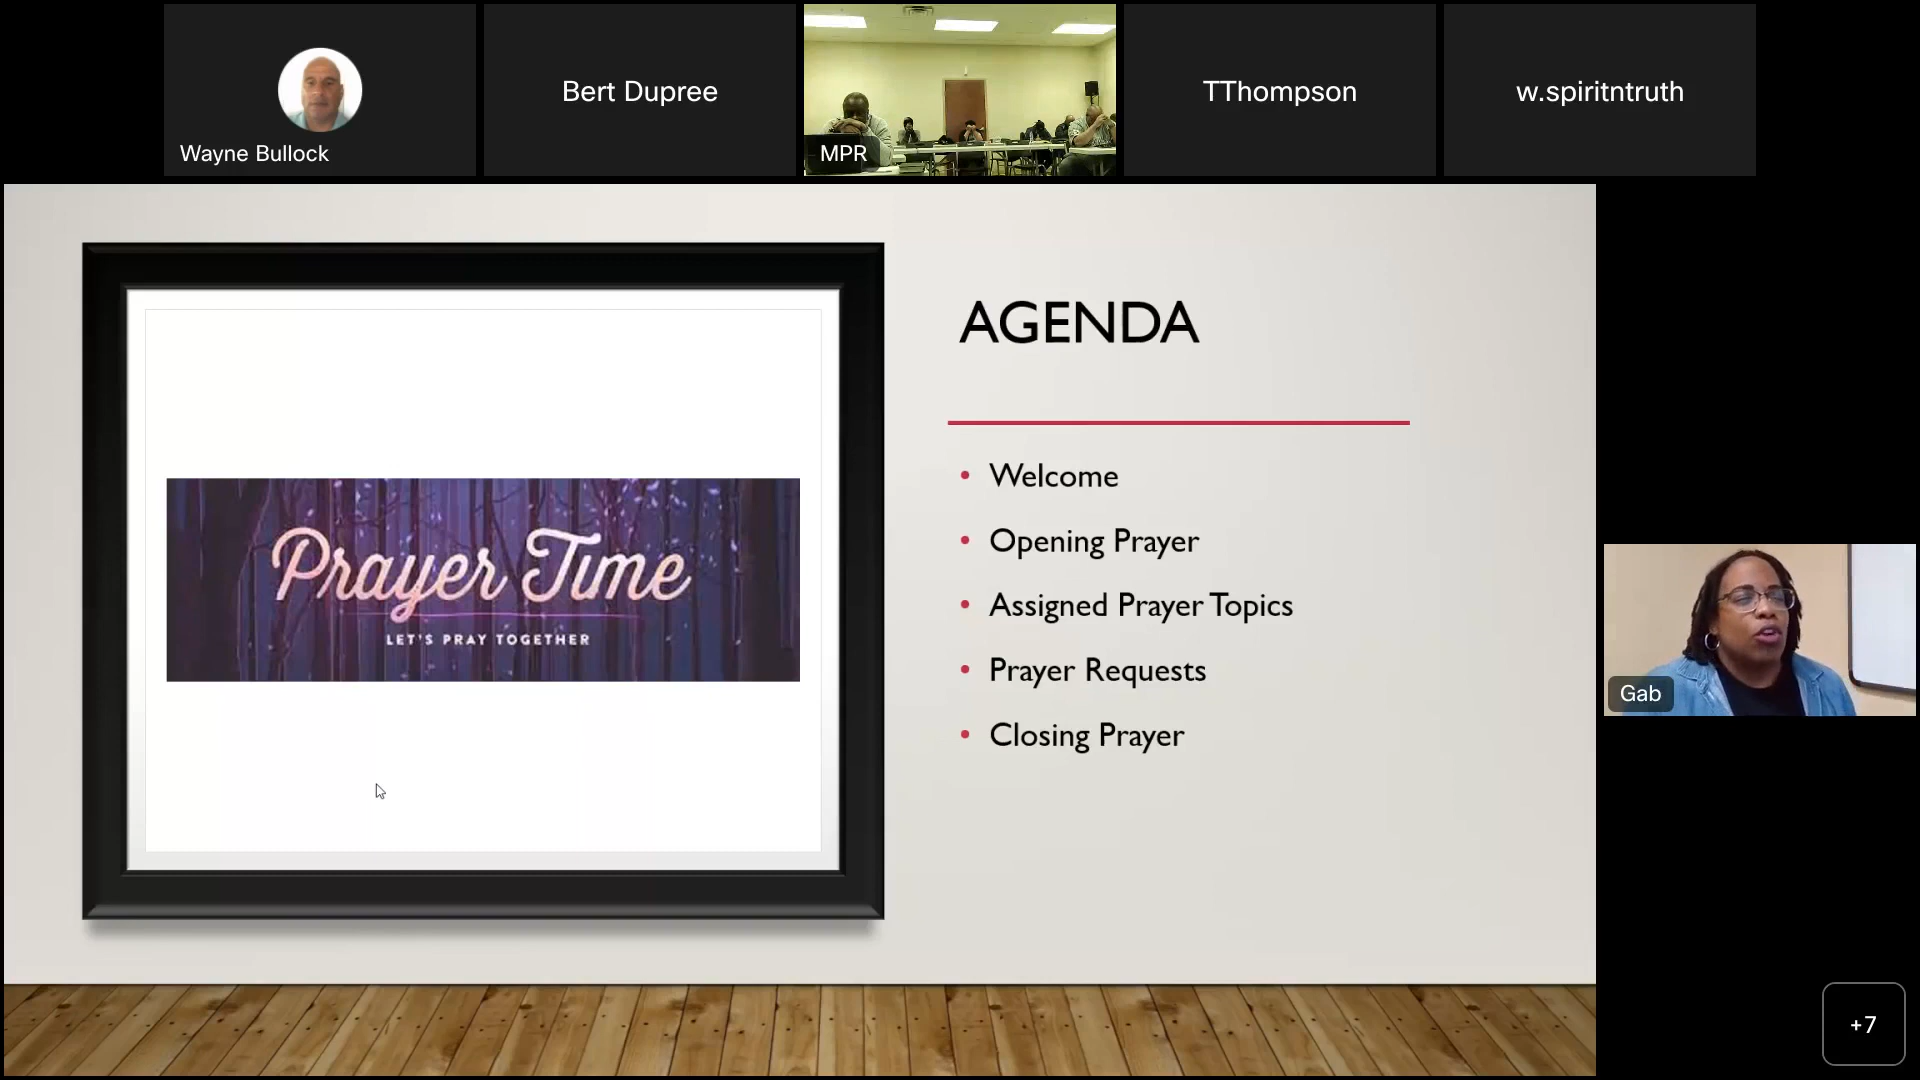 Wayne Bullock
Bert Dupree
MPR
TThompson
w.spiritntruth
AGENDA
Prayer Time
LET'S PRAY TOGETHER
• Welcome
• Opening Prayer
• Assigned Prayer Topics
• Prayer Requests
• Closing Prayer
Gab
+7